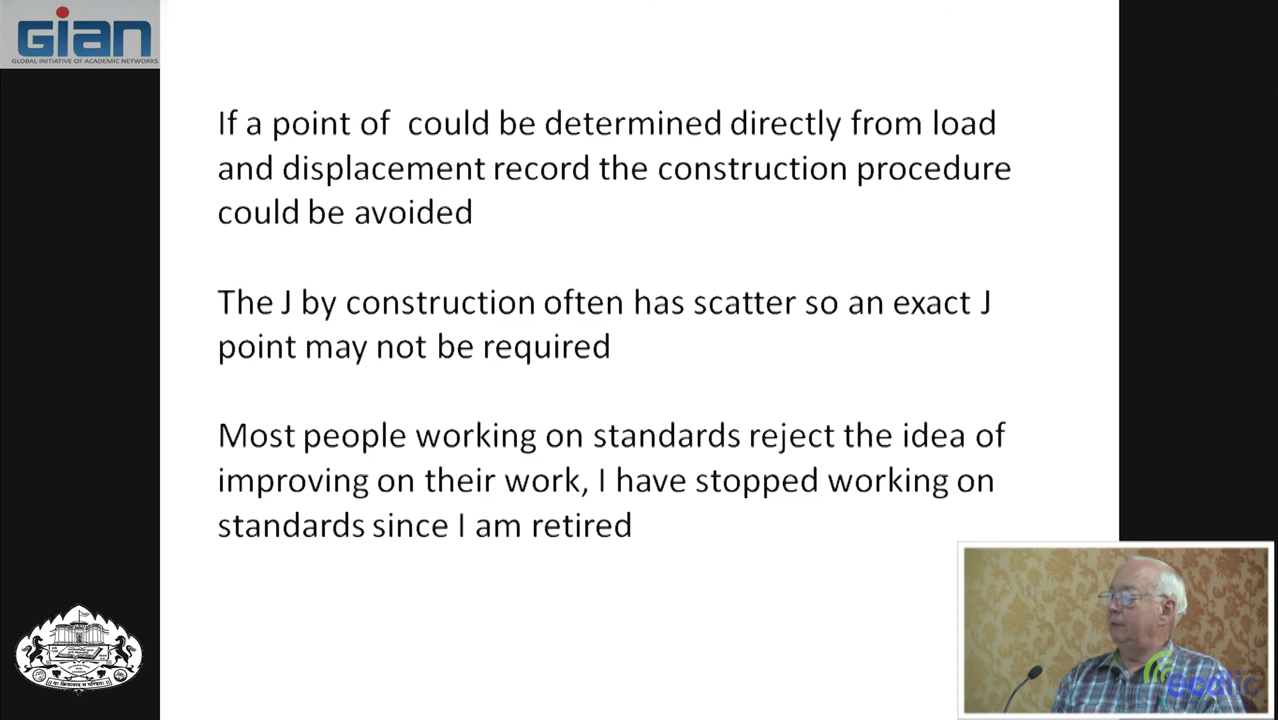 Gian
GLOBAL INITIATIVE OF ACADEMIC NETWORKS
If a point of  could be determined directly from load
and displacement record the construction procedure
could be avoided
The J by construction often has scatter so an exact J
point may not be required
Most people working on standards reject the idea of
improving on their work, I have stopped working on
standards since I am retired